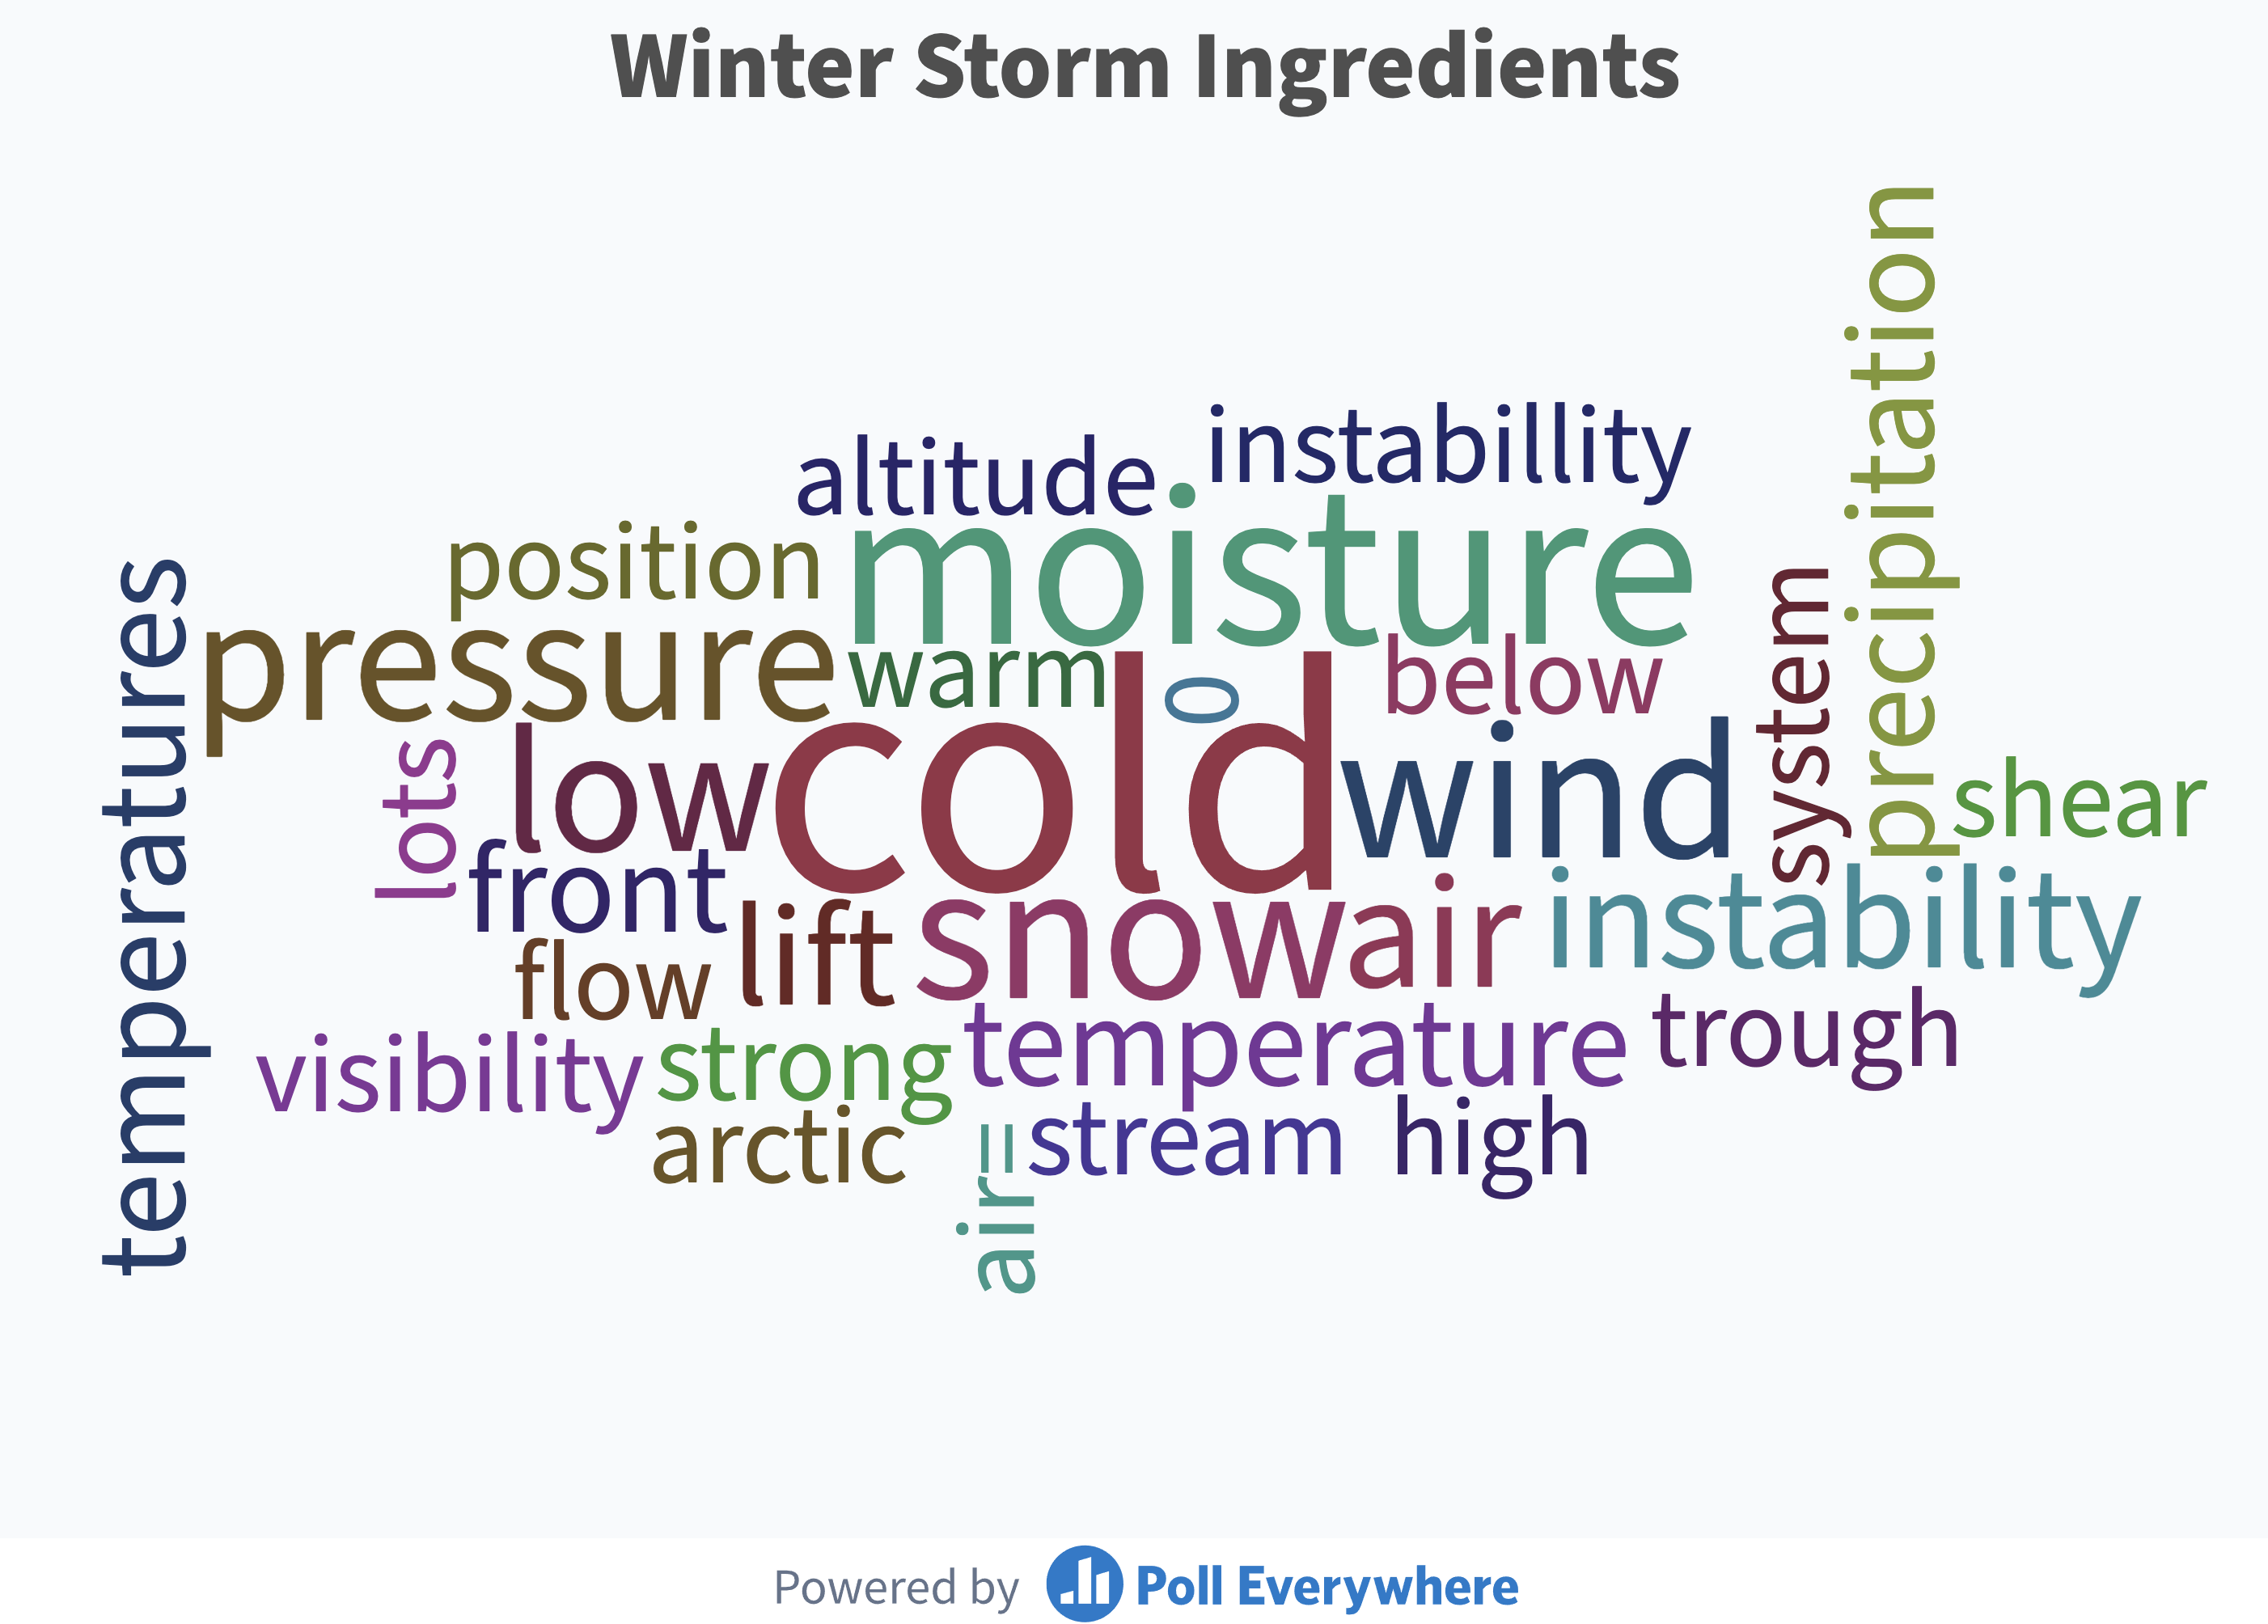 Winter Storm Ingredients
precipitation
instabillity
altitude
position
moisture
temperatures
pressure
warm
0
below
system
lots
low
cold
wind
shear
front
lift
snow
air
instability
flow
visibility
strong
temperature
trough
arctic
air=
stream
high
Powered by Poll Everywhere